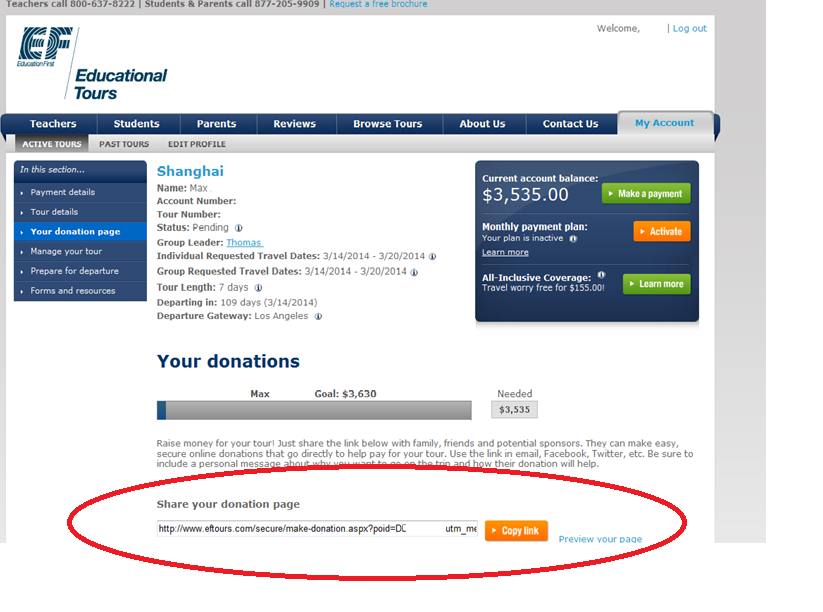 Teachers call 800-637-8222 | Students & Parents call 877-205-9909 | Request a free brochure
Welcome, | Log out
EF
Education First
Educational
Tours
Teachers Students Parents Reviews Browse Tours About Us Contact Us My Account
ACTIVE TOURS PAST TOURS EDIT PROFILE
In this section...
Payment details
Tour details
Your donation page
Manage your tour
Prepare for departure
Forms and resources
Shanghai
Name: Max
Account Number:
Tour Number:
Status: Pending
Group Leader: Thomas
Individual Requested Travel Dates: 3/14/2014 - 3/20/2014
Group Requested Travel Dates: 3/14/2014 - 3/20/2014
Tour Length: 7 days
Departing in: 109 days (3/14/2014)
Departure Gateway: Los Angeles
Current account balance:
$3,535.00 Make a payment
Monthly payment plan:
Your plan is inactive Activate
Learn more
All-Inclusive Coverage:
Travel worry free for $155.00! Learn more
Your donations
Max Goal: $3,630 Needed
$3,535
Raise money for your tour! Just share the link below with family, friends and potential sponsors. They can make easy,
secure online donations that go directly to help pay for your tour. Use the link in email, Facebook, Twitter, etc. Be sure to
include a personal message about why you want to go on the trip and how their donation will help.
Share your donation page
http://www.eftours.com/secure/make-donation.aspx?poid=DC utm_me Copy link
Preview your page